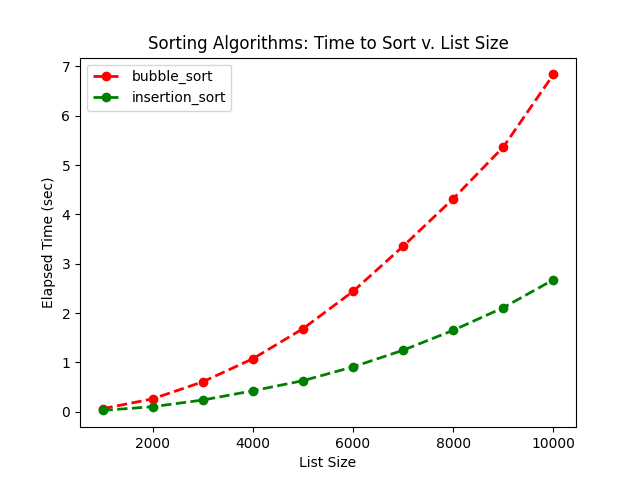 Sorting Algorithms: Time to Sort v. List Size
bubble_sort
insertion_sort
Elapsed Time (sec)
7
6
5
4
3
2
1
0
2000 4000 6000 8000 10000
List Size